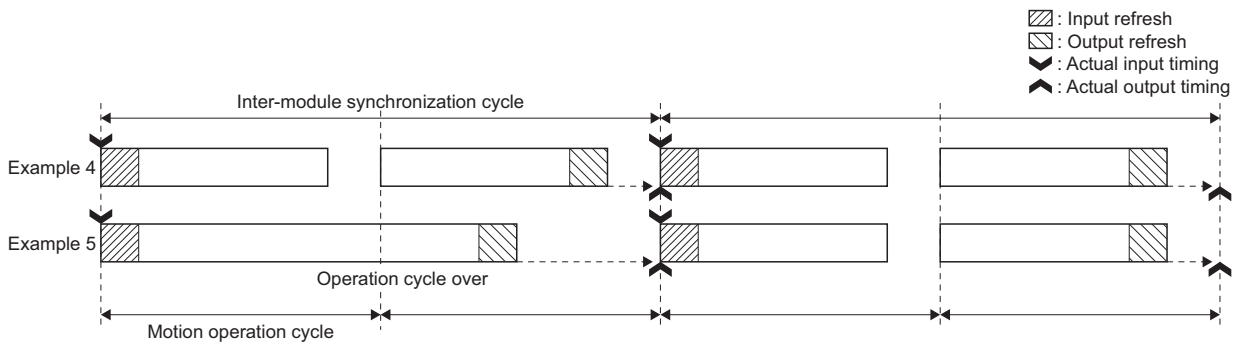 : Input refresh
: Output refresh
: Actual input timing
: Actual output timing
Inter-module synchronization cycle
Example 4
Example 5
Operation cycle over
Motion operation cycle